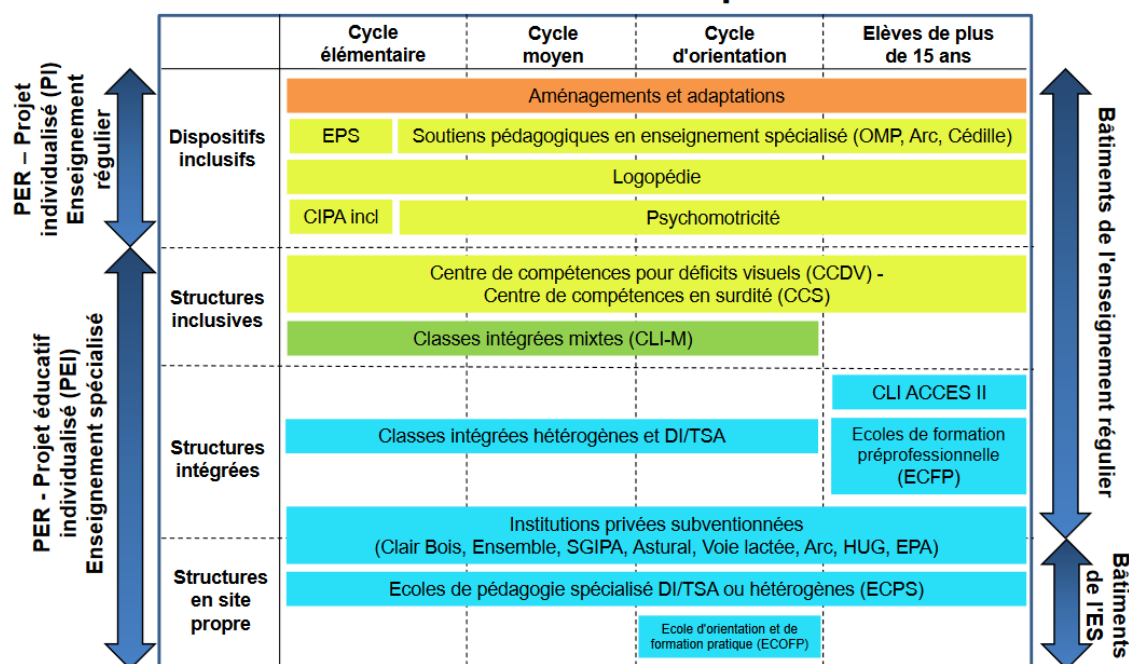 Cycle
élémentaire
Cycle
moyen
Cycle
d'orientation
Elèves de plus
de 15 ans
PER – Projet
individualisé (PI)
Enseignement
régulier
Dispositifs
inclusifs
Aménagements et adaptations
EPS
Soutiens pédagogiques en enseignement spécialisé (OMP, Arc, Cédille)
Logopédie
CIPA incl
Psychomotricité
PER - Projet éducatif
individualisé (PEI)
Enseignement spécialisé
Structures
inclusives
Centre de compétences pour déficits visuels (CCDV) -
Centre de compétences en surdité (CCS)
Classes intégrées mixtes (CLI-M)
Structures
intégrées
CLI ACCES II
Classes intégrées hétérogènes et DI/TSA
Ecoles de formation
préprofessionnelle
(ECFP)
Institutions privées subventionnées
(Clair Bois, Ensemble, SGIPA, Astural, Voie lactée, Arc, HUG, EPA)
Structures
en site
propre
Ecoles de pédagogie spécialisé DI/TSA ou hétérogènes (ECPS)
Ecole d'orientation et de
formation pratique (ECOFP)
Bâtiments de l'enseignement régulier
Bâtiments
de l'ES